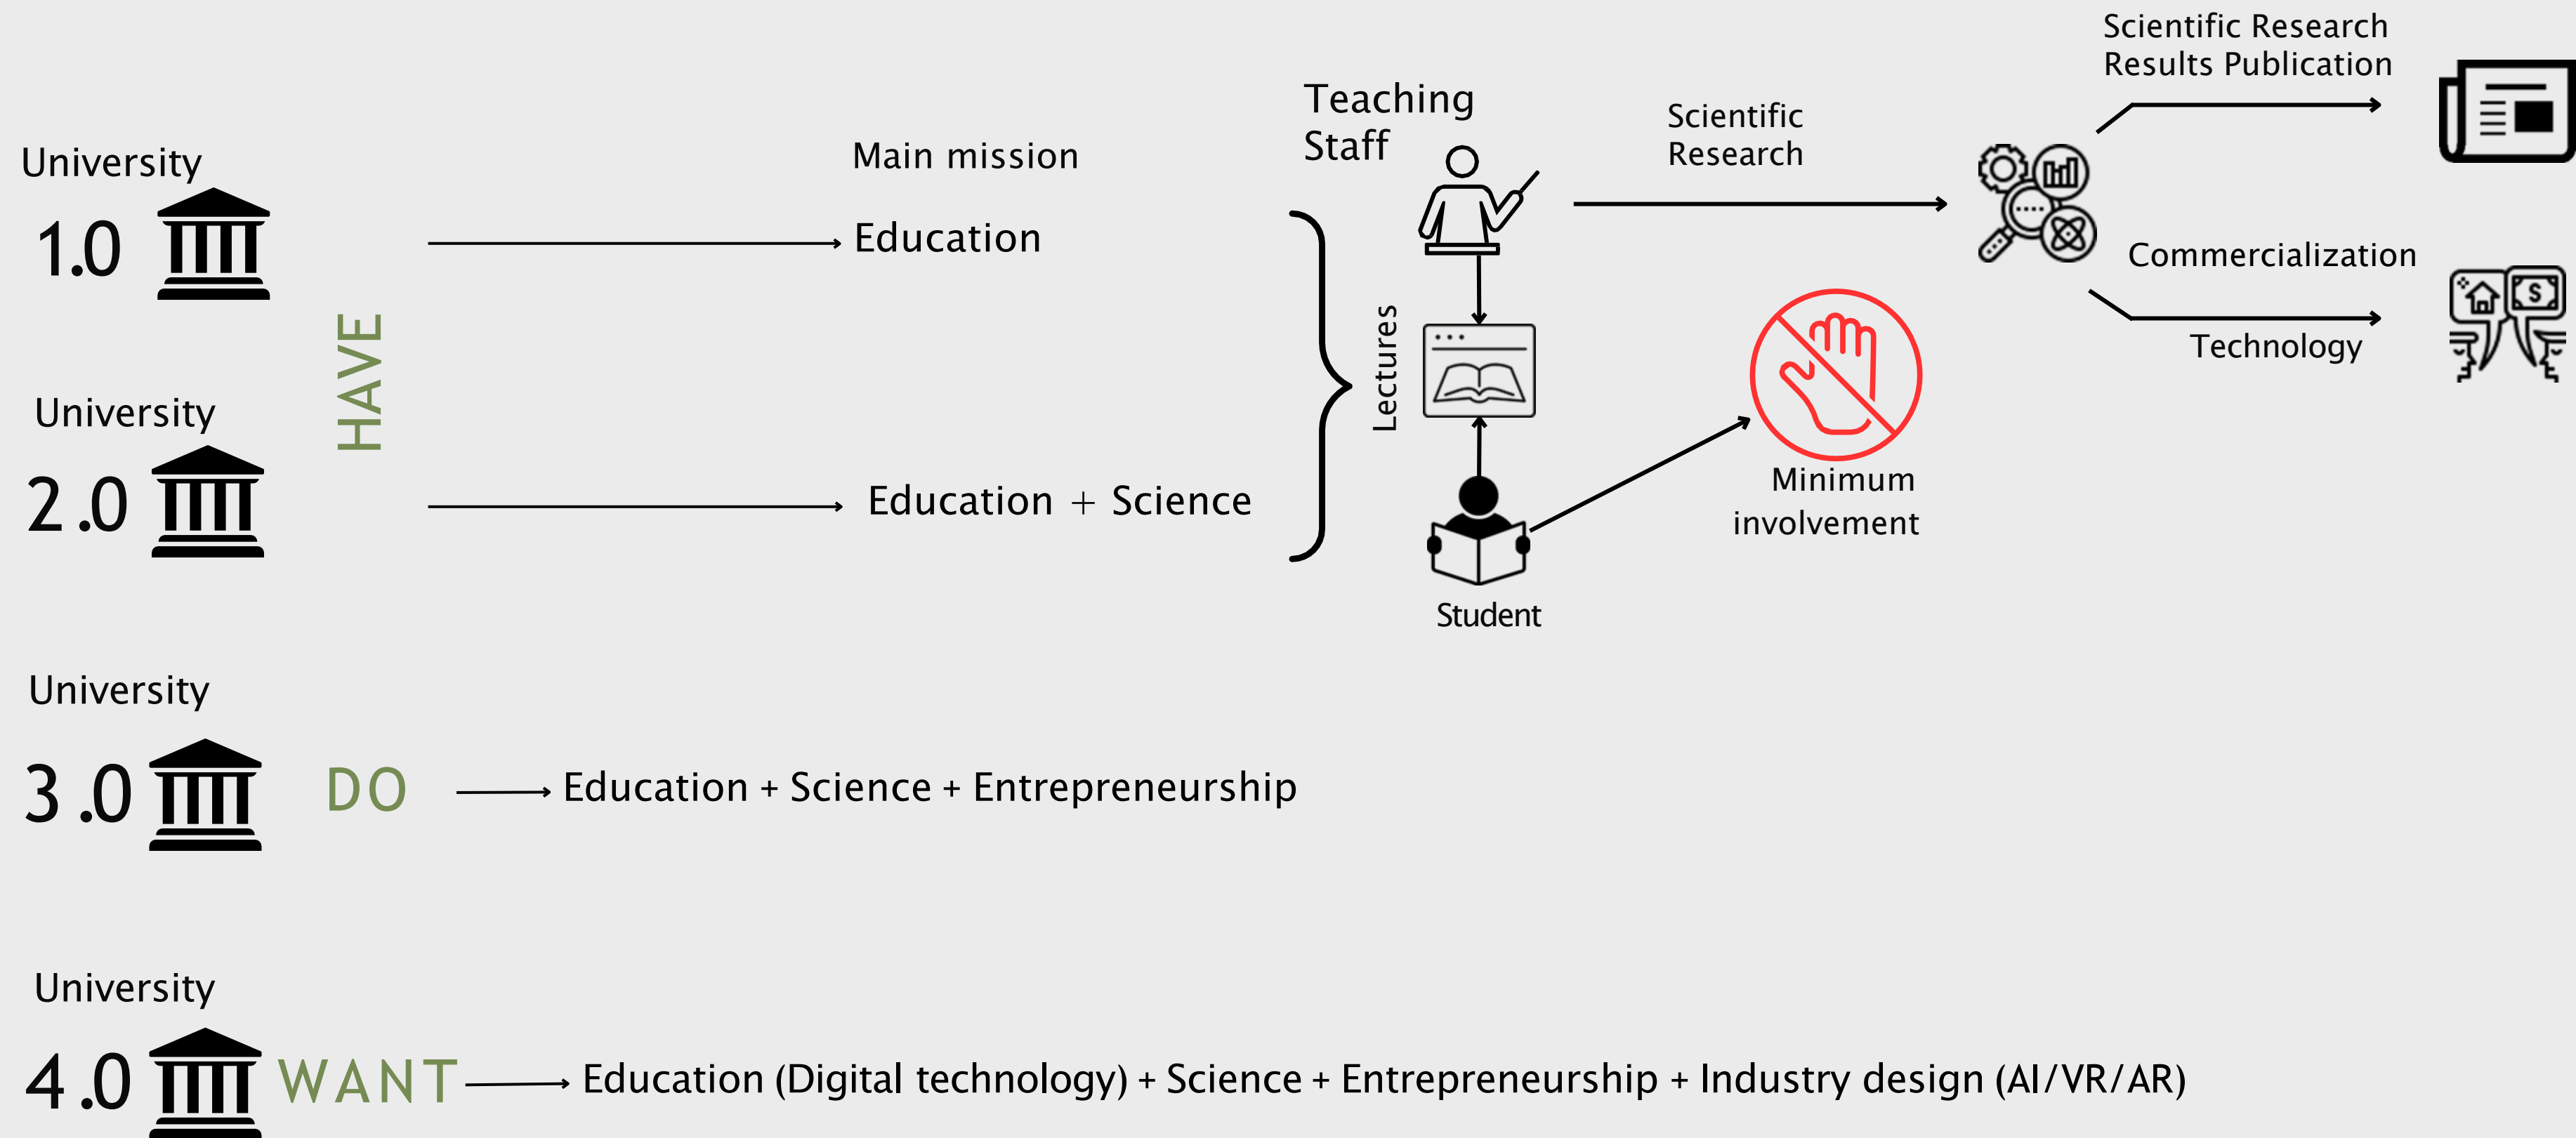 Scientific Research
Results Publication
Teaching
Staff
Scientific
Research
University
Main mission
1.0
Education
Commercialization
Technology
HAVE
Lectures
University
2.0
Education + Science
Minimum
involvement
Student
University
3.0
DO
Education + Science + Entrepreneurship
University
4.0
WANT
Education (Digital technology) + Science + Entrepreneurship + Industry design (AI/VR/AR)
$